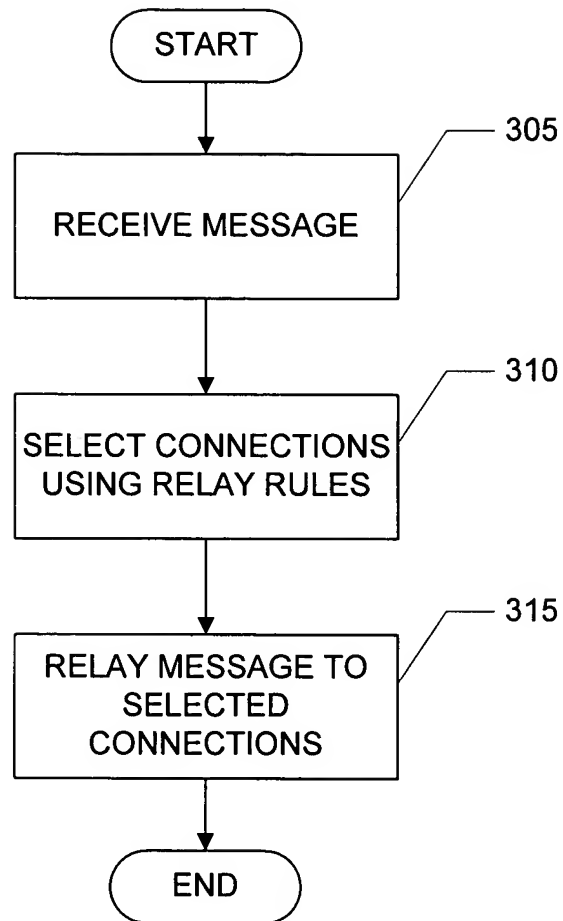 START
305
RECEIVE MESSAGE
310
SELECT CONNECTIONS
USING RELAY RULES
315
RELAY MESSAGE TO
SELECTED
CONNECTIONS
END